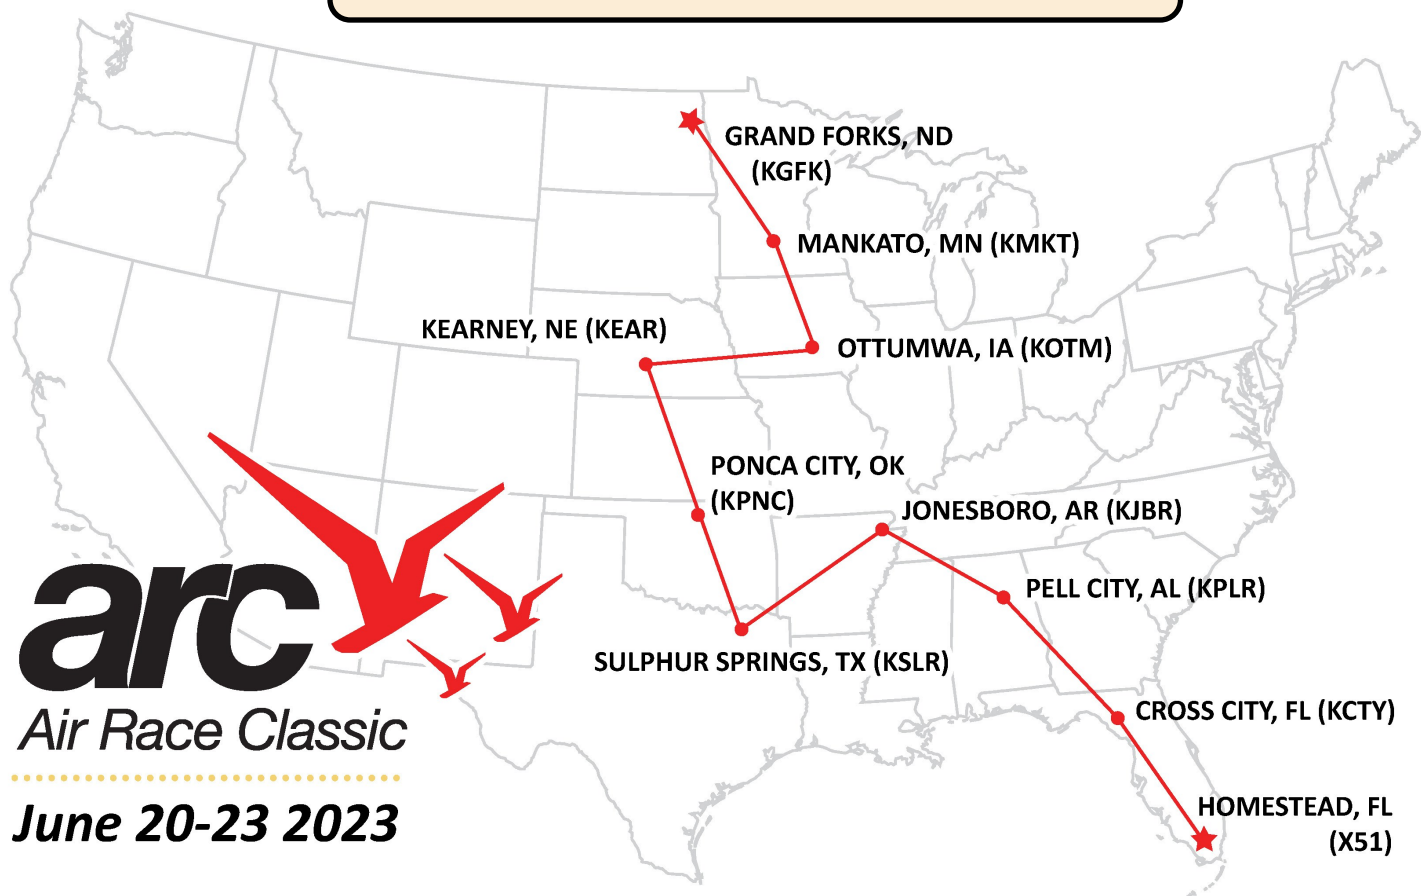 GRAND FORKS, ND
(KGFK)
MANKATO, MN (KMKT)
KEARNEY, NE (KEAR)
OTTUMWA, IA (KOTM)
PONCA CITY, OK
(KPNC)
JONESBORO, AR (KJBR)
PELL CITY, AL (KPLR)
SULPHUR SPRINGS, TX (KSLR)
arc
Air Race Classic
CROSS CITY, FL (KCTY)
June 20-23 2023
HOMESTEAD, FL
(X51)